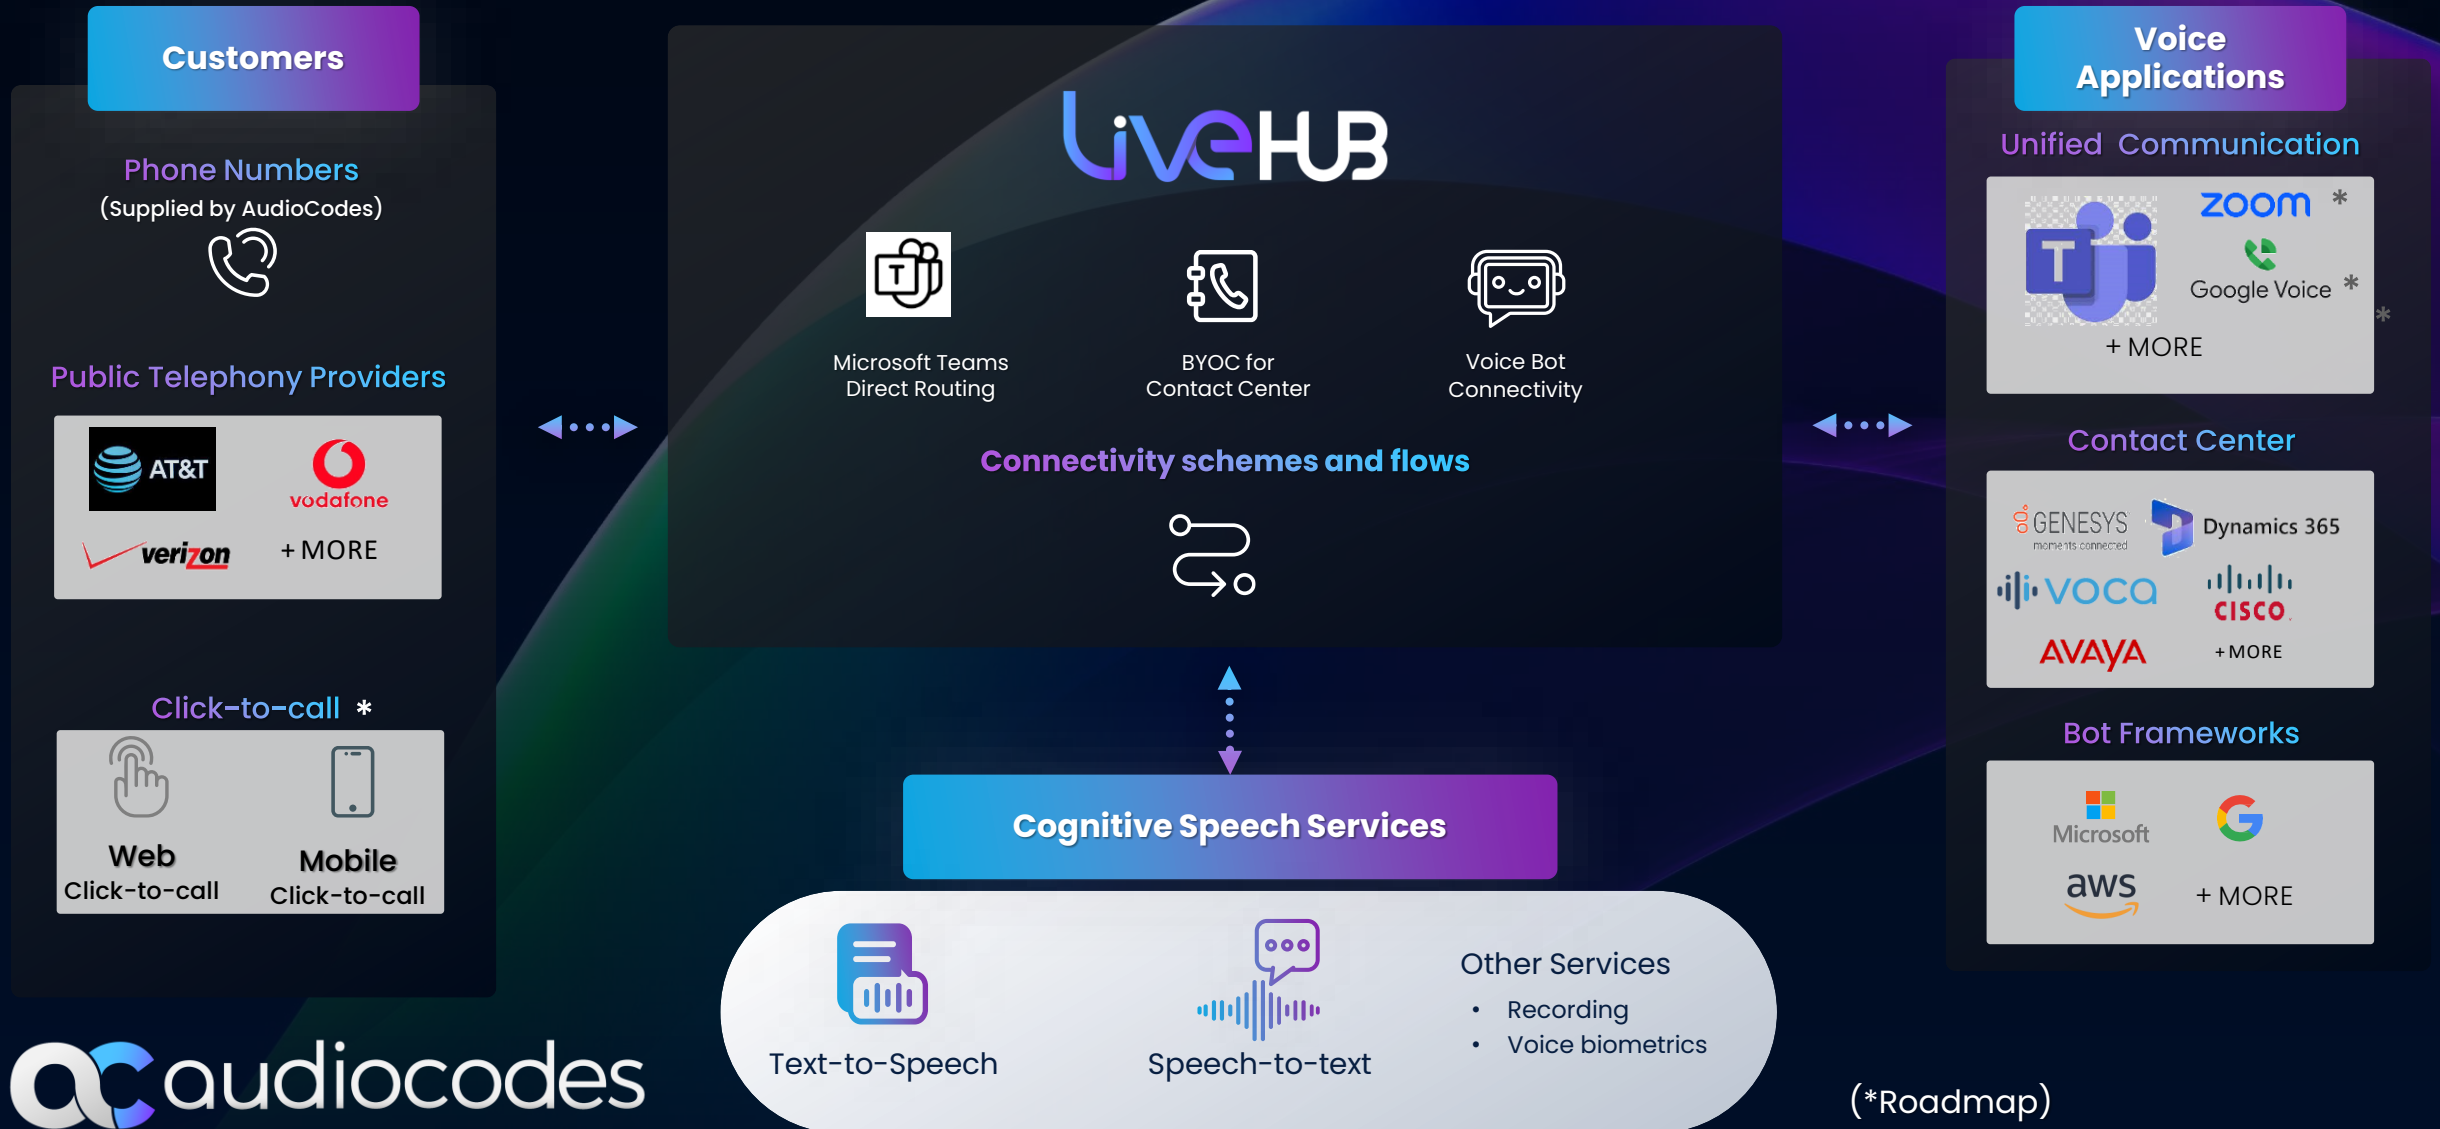 Customers
Phone Numbers
(Supplied by AudioCodes)
Public Telephony Providers
AT&T
vodafone
verizon
+ MORE
Click-to-call *
Web
Click-to-call
Mobile
Click-to-call
LiveHUB
T
Microsoft Teams
Direct Routing
BYOC for
Contact Center
Voice Bot
Connectivity
Connectivity schemes and flows
Cognitive Speech Services
Text-to-Speech
Speech-to-text
Other Services
• Recording
• Voice biometrics
Voice
Applications
Unified Communication
T
zoom *
Google Voice *
*
+ MORE
Contact Center
GENESYS
moments connected
Dynamics 365
voca
CISCO
AVAYA
+ MORE
Bot Frameworks
Microsoft
G
aws
+ MORE
ac audiocodes
(*Roadmap)